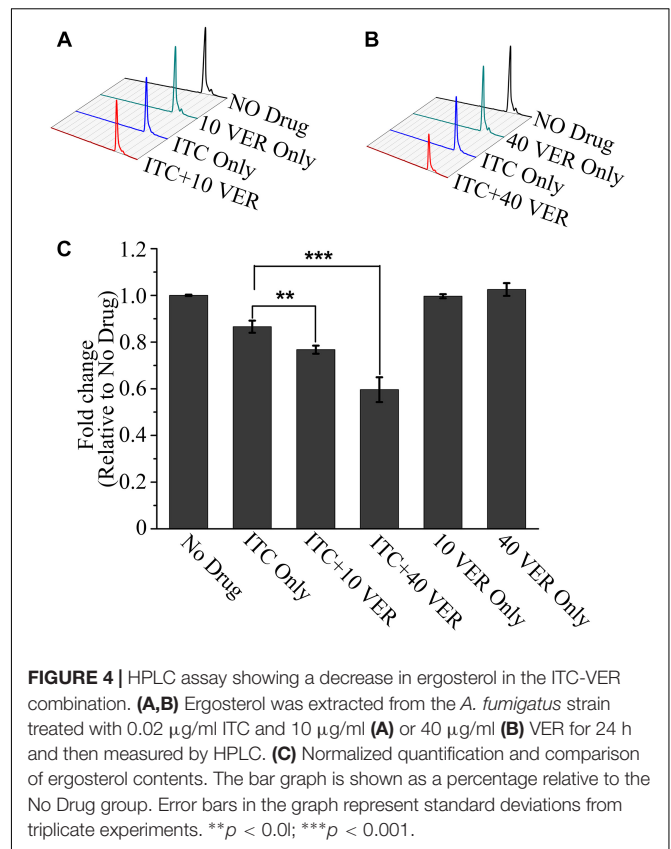 A
NO Drug
10 VER Only
ITC Only
ITC+10 VER
B
NO Drug
40 VER Only
ITC Only
ITC+40 VER
C
Fold change
(Relative to No Drug)
1.2
1.0
0.8
0.6
0.4
0.2
0
***
**
No Drug
ITC Only
ITC+10 VER
ITC+40 VER
10 VER Only
40 VER Only
FIGURE 4 | HPLC assay showing a decrease in ergosterol in the ITC-VER
combination. (A,B) Ergosterol was extracted from the A. fumigatus strain
treated with 0.02 μg/ml ITC and 10 μg/ml (A) or 40 μg/ml (B) VER for 24 h
and then measured by HPLC. (C) Normalized quantification and comparison
of ergosterol contents. The bar graph is shown as a percentage relative to the
No Drug group. Error bars in the graph represent standard deviations from
triplicate experiments. **p < 0.0l; ***p < 0.001.